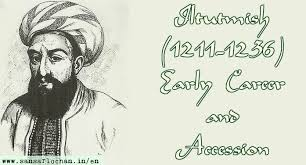 Iltutmish
(1211-1236)
Early Career
and
Accession
www.sansarlochan.in/en